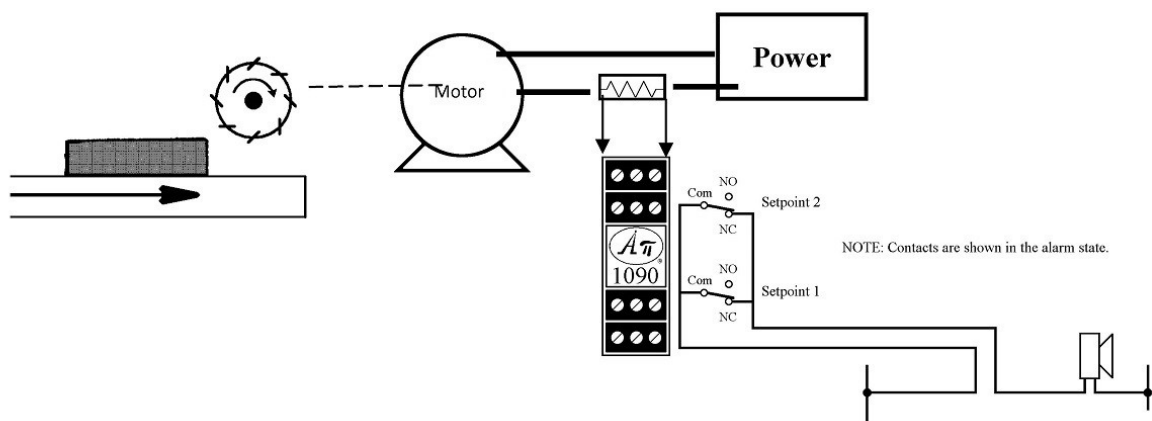 Power
Motor
NO
Com
Setpoint 2
NC
NOTE: Contacts are shown in the alarm state.
Aπ
®
1090
NO
Com
Setpoint 1
NC